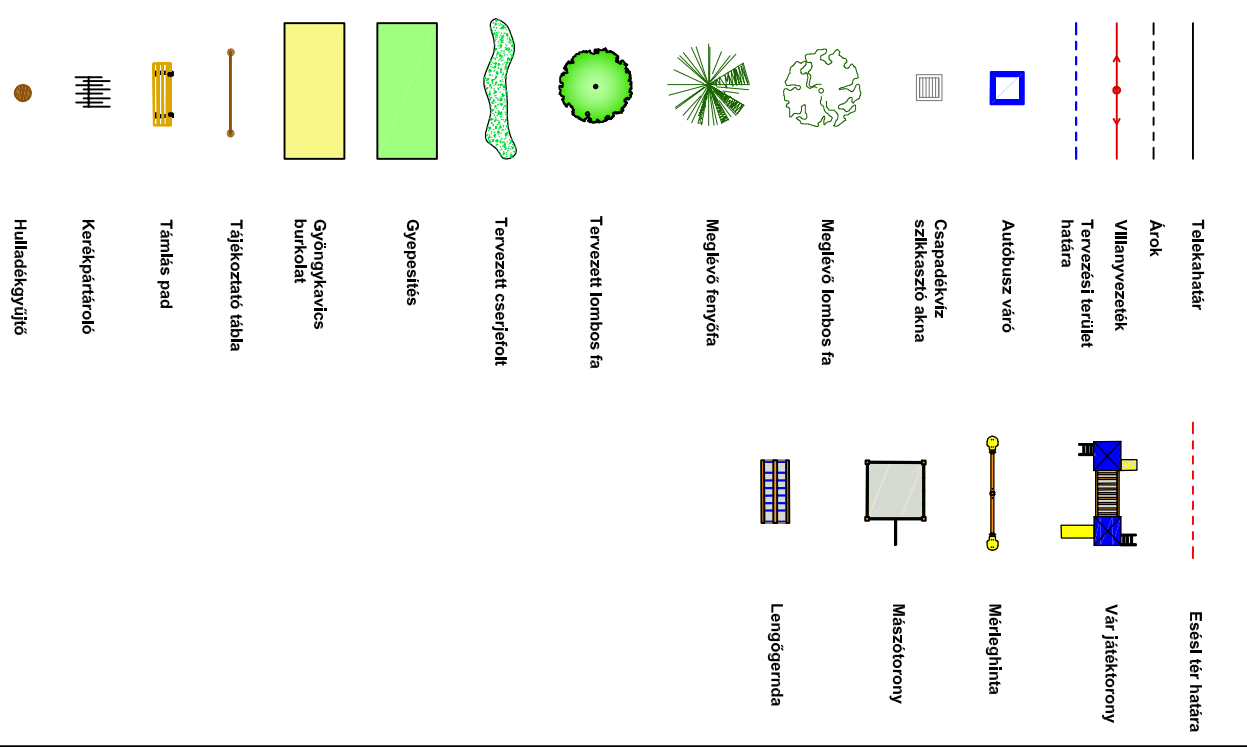 Telekahatár
Árok
VIllanyvezeték
Tervezési terület
határa
Autóbusz váró
Csapadékvíz
szIkkasztó akna
Meglévő lombos fa
Meglévő fenyőfa
Tervezett lombos fa
Tervezett cserjefolt
Gyepesítés
Gyöngykavics
burkolat
Tájékoztató tábla
Támlás pad
Kerékpártároló
Hulladékgyűjtő
EsésI tér határa
Vár játéktorony
Mérleghinta
Mászótorony
Lengőgernda